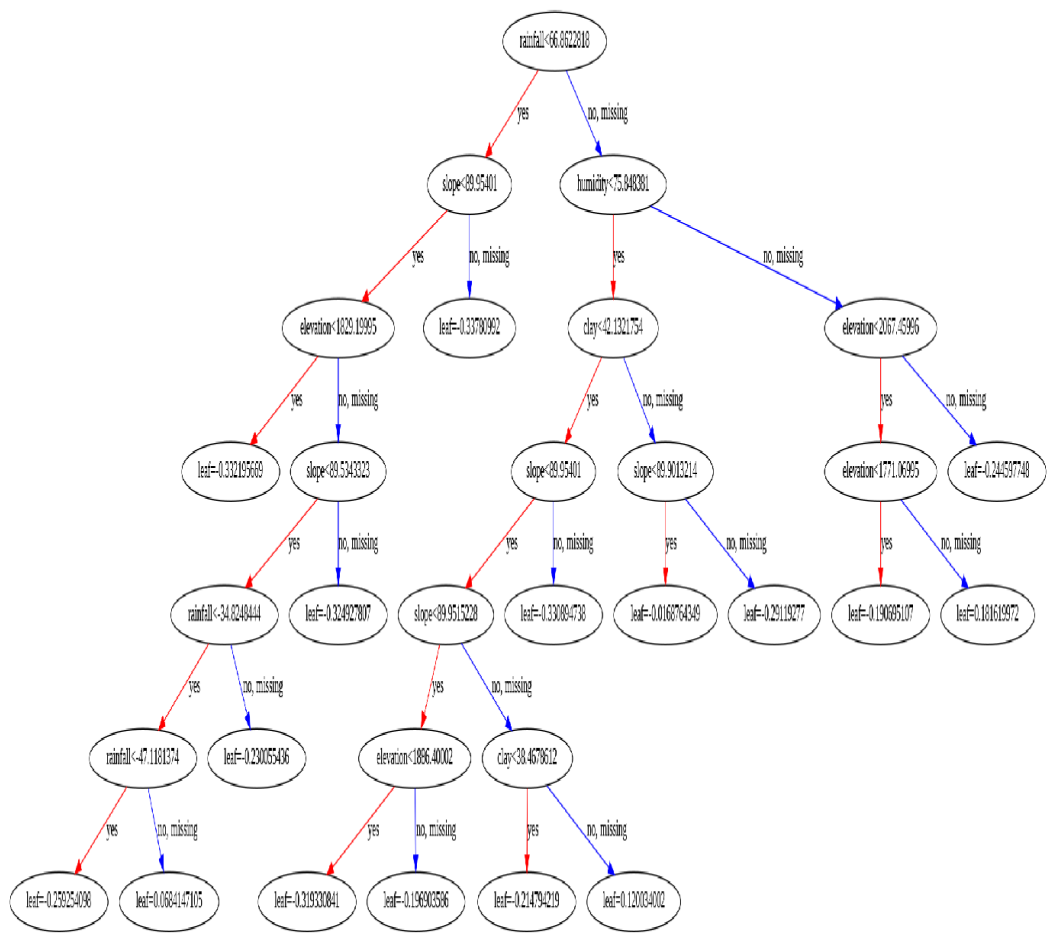 rainfall<66.8622818
yes
no, missing
slope<89.95401
humidity<75.848381
yes
no, missing
yes
no, missing
elevation<1829.19995
leaf=-0.33780992
clay<42.1321754
elevation<2067.45996
yes
no, missing
yes
no, missing
yes
no, missing
leaf=-0.332195669
slope<89.5343323
slope<89.95401
slope<89.9013214
elevation<1771.06995
leaf=-0.244597748
yes
no, missing
yes
no, missing
yes
no, missing
yes
no, missing
rainfall<-34.8248444
leaf=-0.324927807
slope<89.9515228
leaf=-0.330894738
leaf=-0.0168764349
leaf=-0.29119277
leaf=-0.190695107
leaf=0.181619972
yes
no, missing
yes
no, missing
rainfall<-47.1181374
leaf=-0.230055436
elevation<1896.40002
clay<38.4678612
yes
no, missing
yes
no, missing
yes
no, missing
leaf=-0.259254098
leaf=0.0684147105
leaf=-0.319330841
leaf=-0.196903586
leaf=-0.214794219
leaf=0.120034002